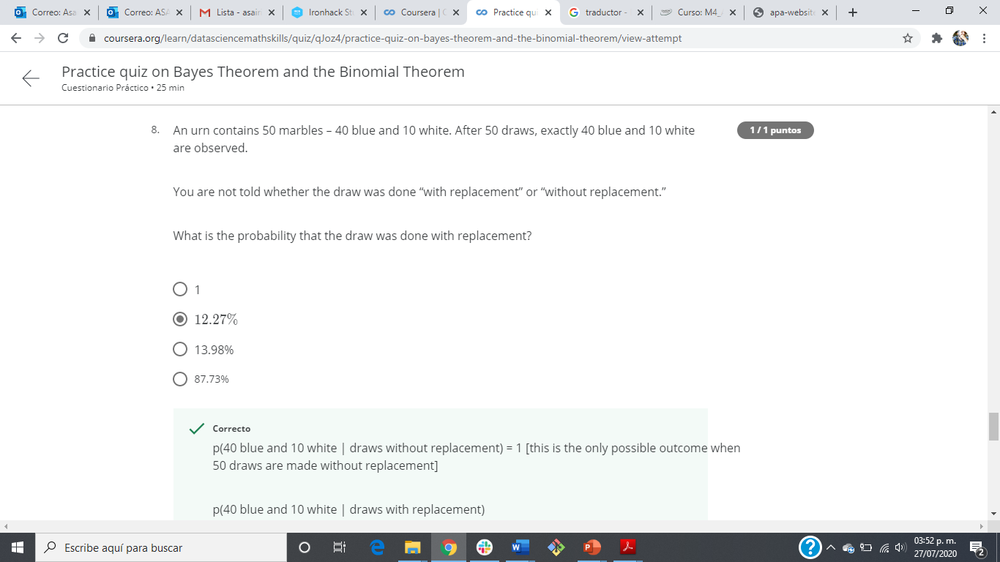 Correo: Asa
Correo: ASA
Lista - asain
Ironhack St
Coursera | C
Practice qu
traductor -
Curso: M4_
apa-website
coursera.org/learn/datasciencemathskills/quiz/qJoz4/practice-quiz-on-bayes-theorem-and-the-binomial-theorem/view-attempt
Practice quiz on Bayes Theorem and the Binomial Theorem
Cuestionario Práctico • 25 min
8. An urn contains 50 marbles – 40 blue and 10 white. After 50 draws, exactly 40 blue and 10 white
1 / 1 puntos
are observed.
You are not told whether the draw was done “with replacement” or “without replacement.”
What is the probability that the draw was done with replacement?
1
12.27%
13.98%
87.73%
Correcto
p(40 blue and 10 white | draws without replacement) = 1 [this is the only possible outcome when
50 draws are made without replacement]
p(40 blue and 10 white | draws with replacement)
Escribe aquí para buscar
03:52 p. m.
27/07/2020
2